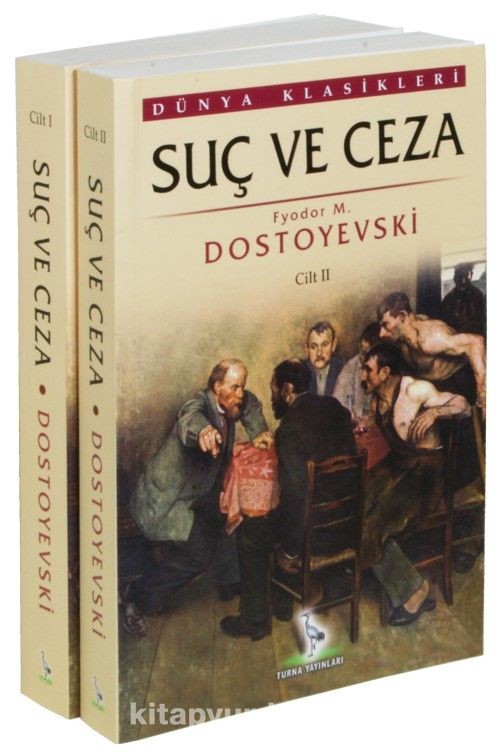 Cilt I
SUÇ VE CEZA • DOSTOYEVSKİ
Cilt II
SUÇ VE CEZA • DOSTOYEVSKİ
DÜNYA KLASİKLERİ
SUÇ VE CEZA
Fyodor M.
DOSTOYEVSKİ
Cilt II
TURNA YAYINLARI